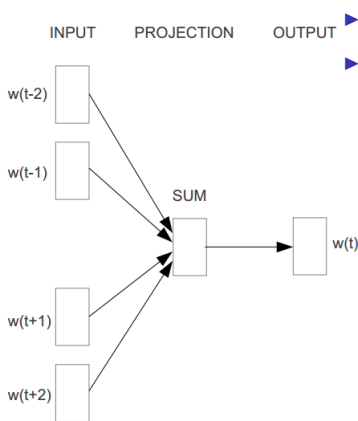 INPUT PROJECTION OUTPUT
w(t-2)
w(t-1)
SUM
w(t)
w(t+1)
w(t+2)